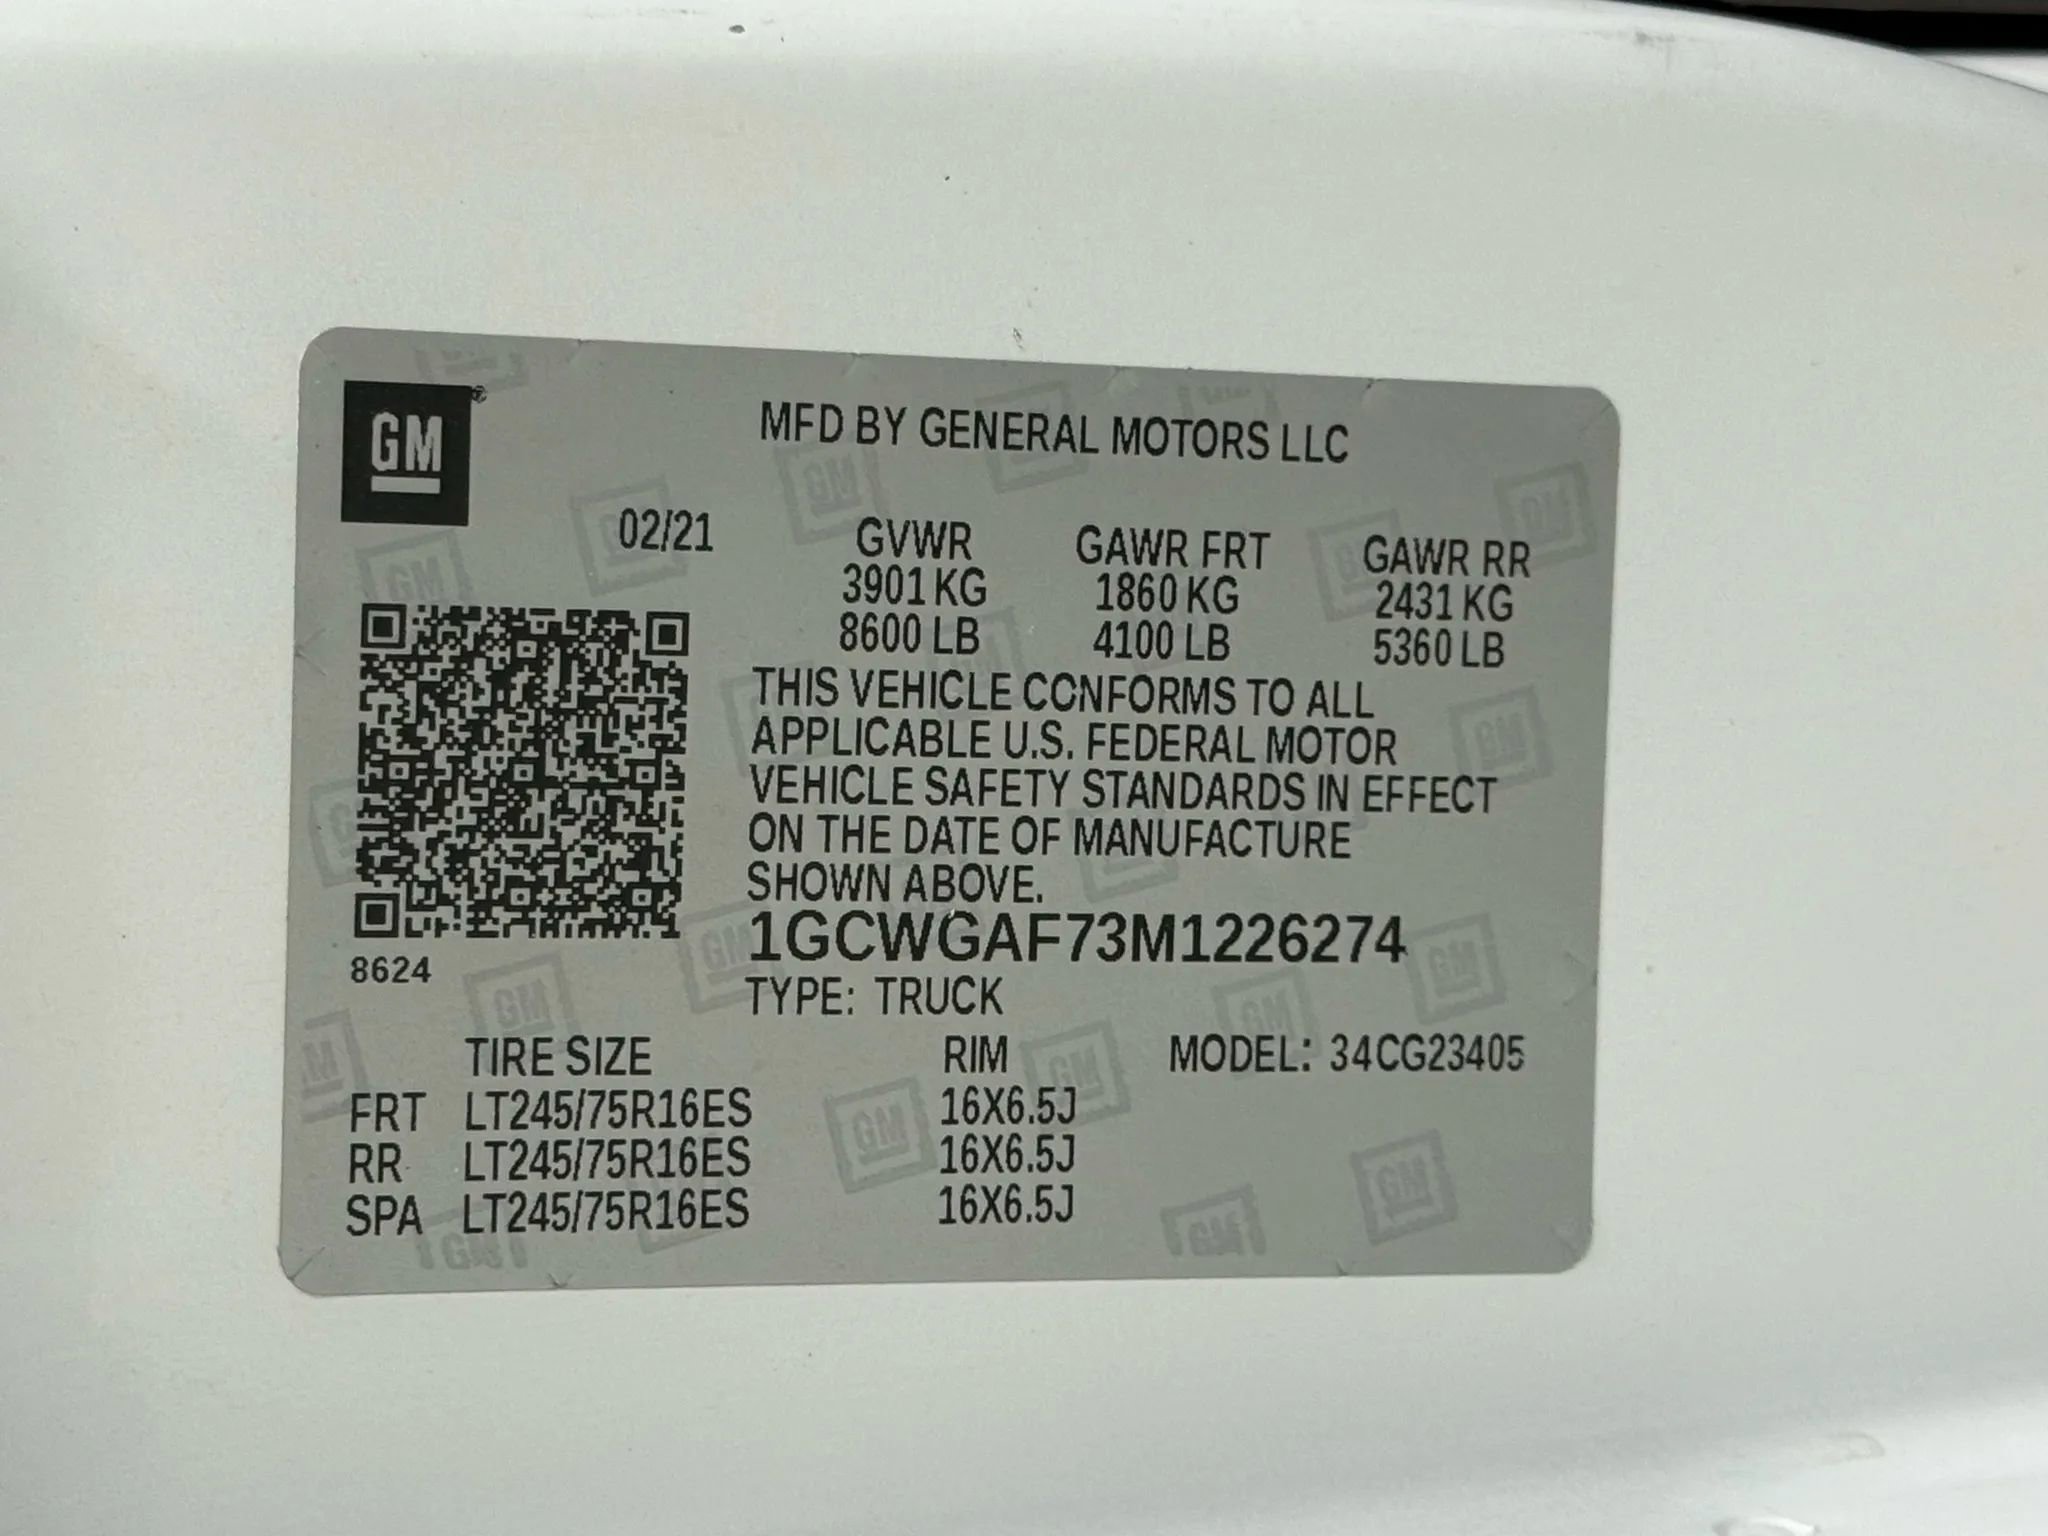 GM
MFD BY GENERAL MOTORS LLC
02/21 GVWR GAWR FRT GAWR RR
3901 KG 1860 KG 2431 KG
8600 LB 4100 LB 5360 LB
THIS VEHICLE CONFORMS TO ALL
APPLICABLE U.S. FEDERAL MOTOR
VEHICLE SAFETY STANDARDS IN EFFECT
ON THE DATE OF MANUFACTURE
SHOWN ABOVE.
1GCWGAF73M1226274
8624
TYPE: TRUCK
TIRE SIZE RIM MODEL: 34CG23405
FRT LT245/75R16ES 16X6.5J
RR LT245/75R16ES 16X6.5J
SPA LT245/75R16ES 16X6.5J